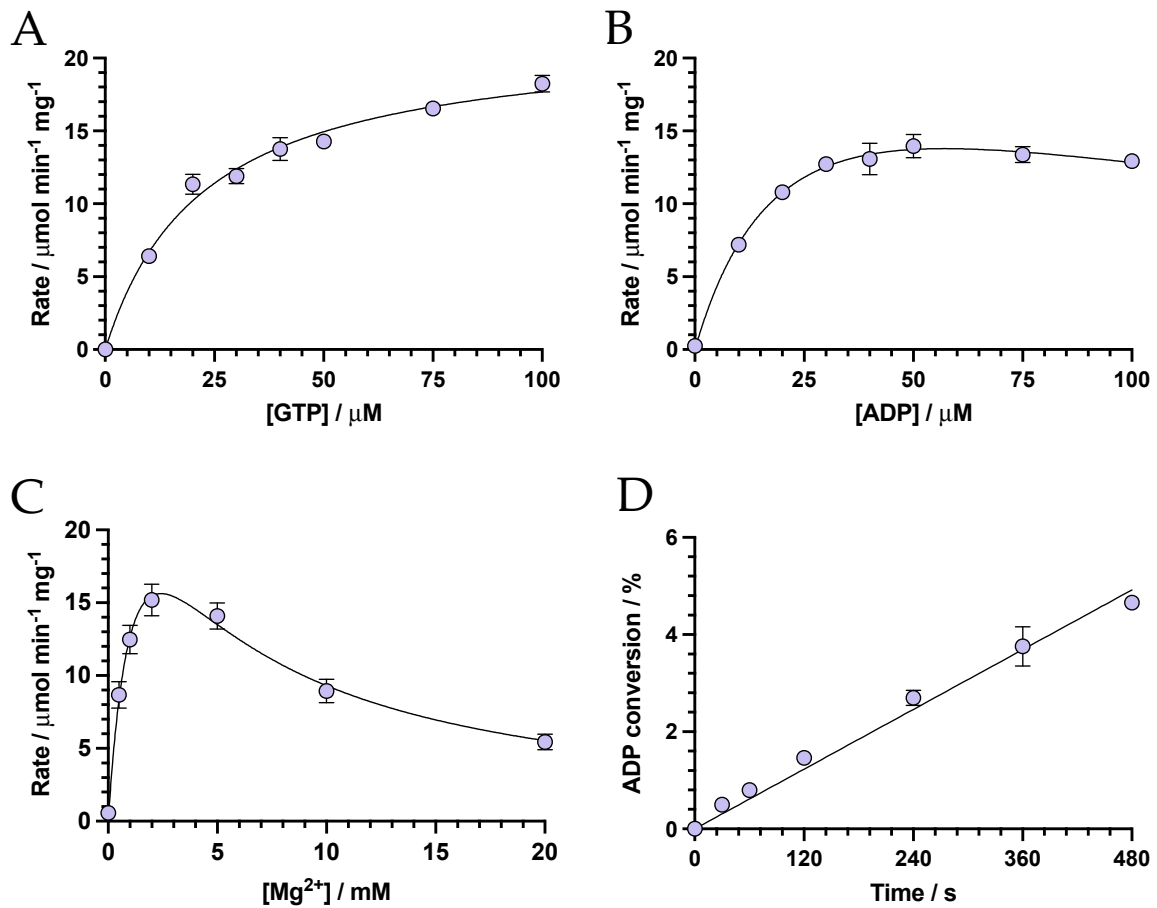 A
Rate / μmol min⁻¹ mg⁻¹
20
15
10
5
0
0 25 50 75 100
[GTP] / μM
B
Rate / μmol min⁻¹ mg⁻¹
20
15
10
5
0
0 25 50 75 100
[ADP] / μM
C
Rate / μmol min⁻¹ mg⁻¹
20
15
10
5
0
0 5 10 15 20
[Mg²⁺] / mM
D
ADP conversion / %
6
4
2
0
0 120 240 360 480
Time / s